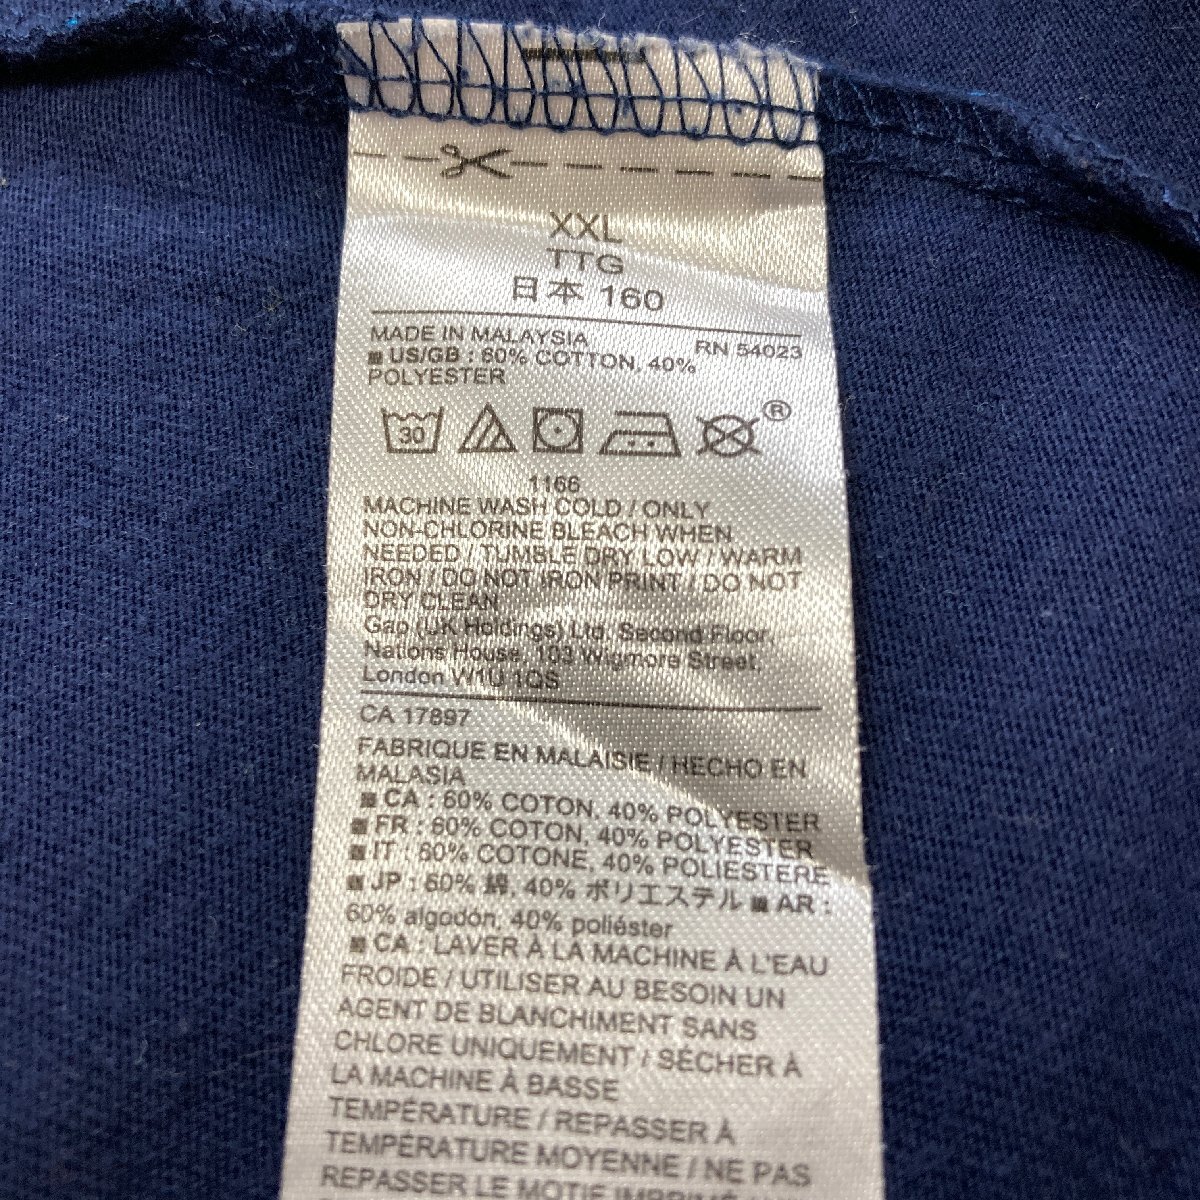 XXL
TTG
日本 160
MADE IN MALAYSIA RN 54023
US/GB : 60% COTTON, 40%
POLYESTER
30 ®
1166
MACHINE WASH COLD / ONLY
NON-CHLORINE BLEACH WHEN
NEEDED / TUMBLE DRY LOW / WARM
IRON / DO NOT IRON PRINT / DO NOT
DRY CLEAN
Gap (UK Holdings) Ltd. Second Floor,
Nations House, 103 Wigmore Street,
London W1U 1QS
CA 17897
FABRIQUE EN MALAISIE / HECHO EN
MALASIA
CA : 60% COTON, 40% POLYESTER
FR : 60% COTON, 40% POLYESTER
IT : 60% COTONE, 40% POLIESTERE
JP : 60% 綿, 40% ポリエステル AR :
60% algodón, 40% poliéster
CA : LAVER À LA MACHINE À L'EAU
FROIDE / UTILISER AU BESOIN UN
AGENT DE BLANCHIMENT SANS
CHLORE UNIQUEMENT / SÉCHER À
LA MACHINE À BASSE
TEMPÉRATURE / REPASSER À
TEMPÉRATURE MOYENNE / NE PAS
REPASSER LE MOTIF IMPRIMÉ